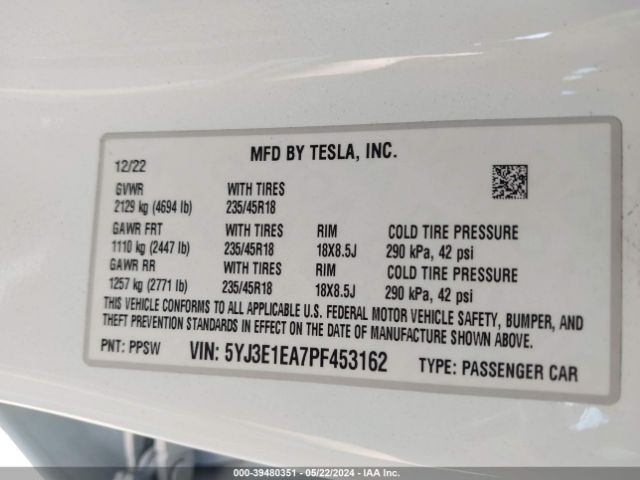 MFD BY TESLA, INC.
12/22
GVWR WITH TIRES
2129 kg (4694 lb) 235/45R18
GAWR FRT WITH TIRES RIM COLD TIRE PRESSURE
1110 kg (2447 lb) 235/45R18 18X8.5J 290 kPa, 42 psi
GAWR RR WITH TIRES RIM COLD TIRE PRESSURE
1257 kg (2771 lb) 235/45R18 18X8.5J 290 kPa, 42 psi
THIS VEHICLE CONFORMS TO ALL APPLICABLE U.S. FEDERAL MOTOR VEHICLE SAFETY, BUMPER, AND
THEFT PREVENTION STANDARDS IN EFFECT ON THE DATE OF MANUFACTURE SHOWN ABOVE.
PNT: PPSW VIN: 5YJ3E1EA7PF453162 TYPE: PASSENGER CAR
000-39480351 - 05/22/2024 - IAA Inc.